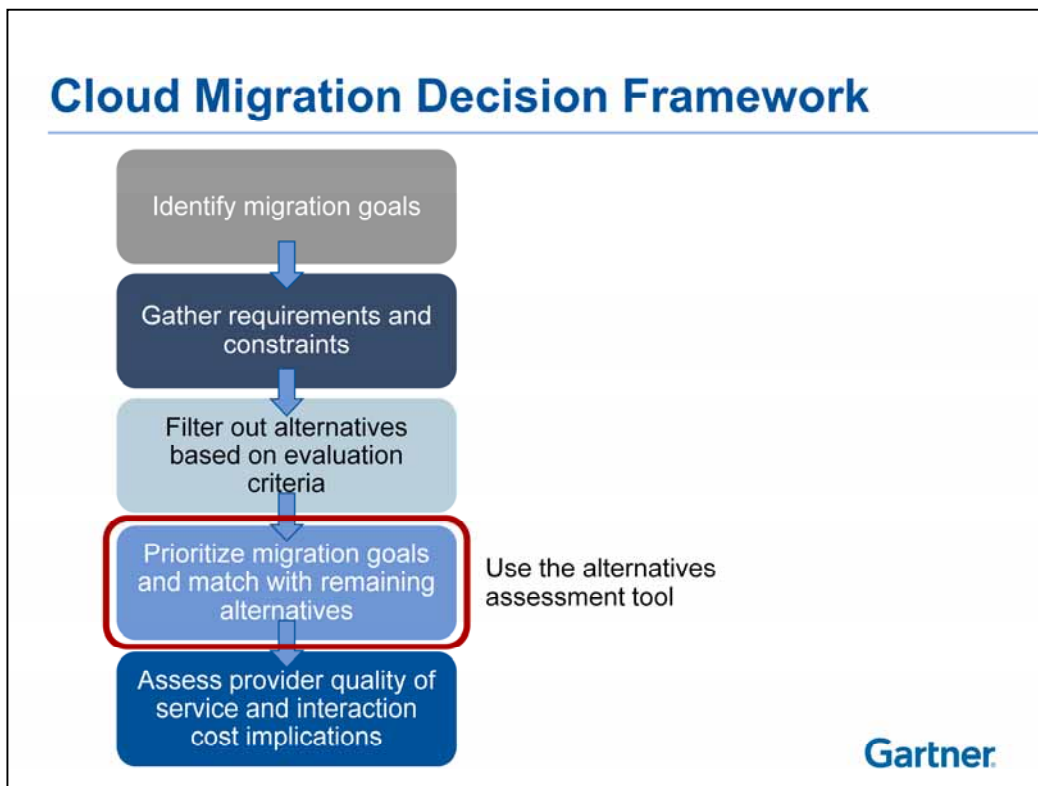 Cloud Migration Decision Framework
Identify migration goals
Gather requirements and
constraints
Filter out alternatives
based on evaluation
criteria
Prioritize migration goals
and match with remaining
alternatives
Use the alternatives
assessment tool
Assess provider quality of
service and interaction
cost implications
Gartner